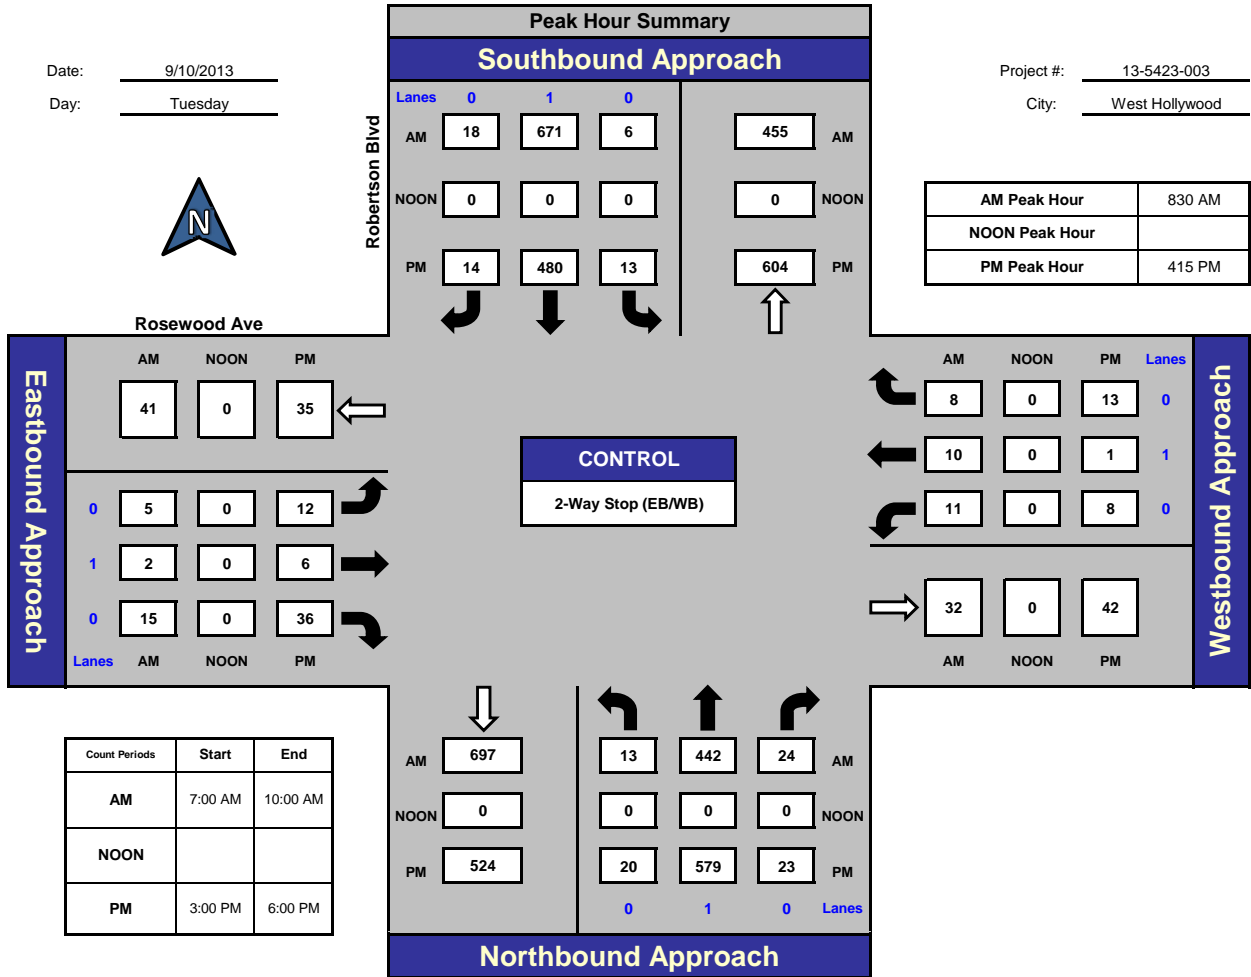 Peak Hour Summary
Southbound Approach
Date: 9/10/2013
Day: Tuesday
Project #: 13-5423-003
City: West Hollywood
Robertson Blvd
Lanes 0 1 0
AM 18 671 6 455 AM
NOON 0 0 0 0 NOON
PM 14 480 13 604 PM
N
AM Peak Hour 830 AM
NOON Peak Hour
PM Peak Hour 415 PM
Rosewood Ave
Eastbound Approach
AM NOON PM
41 0 35
0 5 0 12
1 2 0 6
0 15 0 36
Lanes AM NOON PM
CONTROL
2-Way Stop (EB/WB)
AM NOON PM Lanes
8 0 13 0
10 0 1 1
11 0 8 0
32 0 42
AM NOON PM
Westbound Approach
Count Periods Start End
AM 7:00 AM 10:00 AM
NOON
PM 3:00 PM 6:00 PM
AM 697 13 442 24 AM
NOON 0 0 0 0 NOON
PM 524 20 579 23 PM
0 1 0 Lanes
Northbound Approach